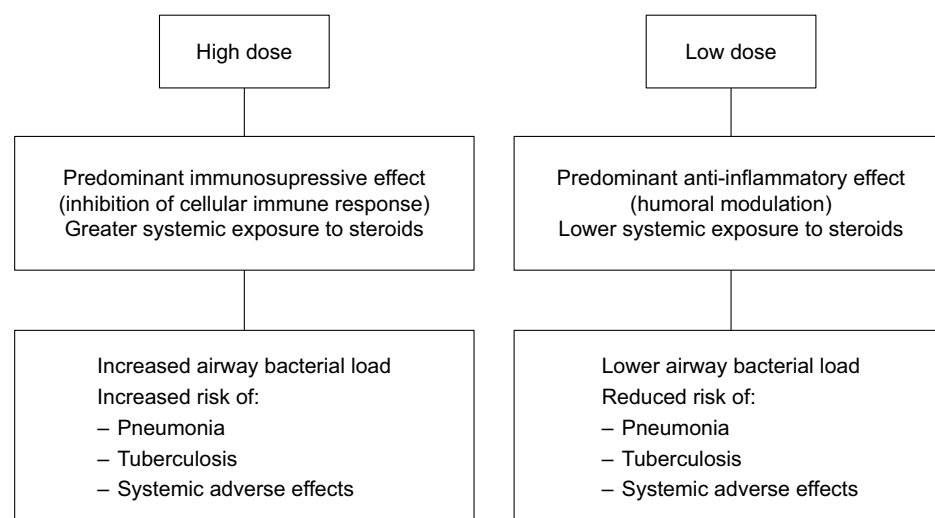 High dose
Predominant immunosupressive effect
(inhibition of cellular immune response)
Greater systemic exposure to steroids
Increased airway bacterial load
Increased risk of:
– Pneumonia
– Tuberculosis
– Systemic adverse effects
Low dose
Predominant anti-inflammatory effect
(humoral modulation)
Lower systemic exposure to steroids
Lower airway bacterial load
Reduced risk of:
– Pneumonia
– Tuberculosis
– Systemic adverse effects